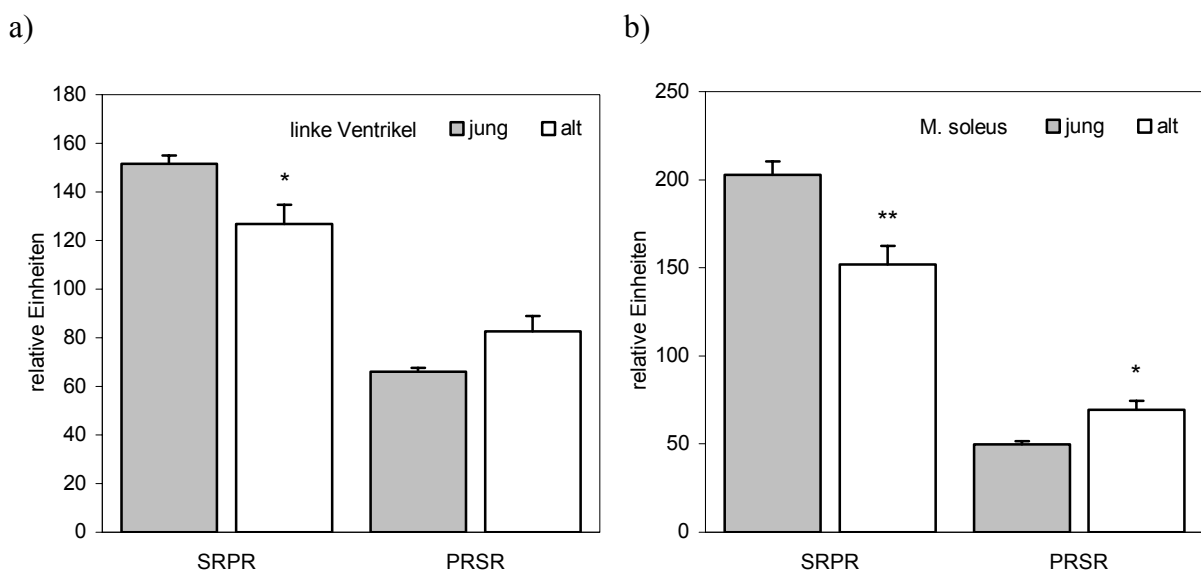 a)
relative Einheiten
180
160
140
120
100
80
60
40
20
0
linke Ventrikel jung alt
*
SRPR PRSR
b)
relative Einheiten
250
200
150
100
50
0
M. soleus jung alt
**
*
SRPR PRSR